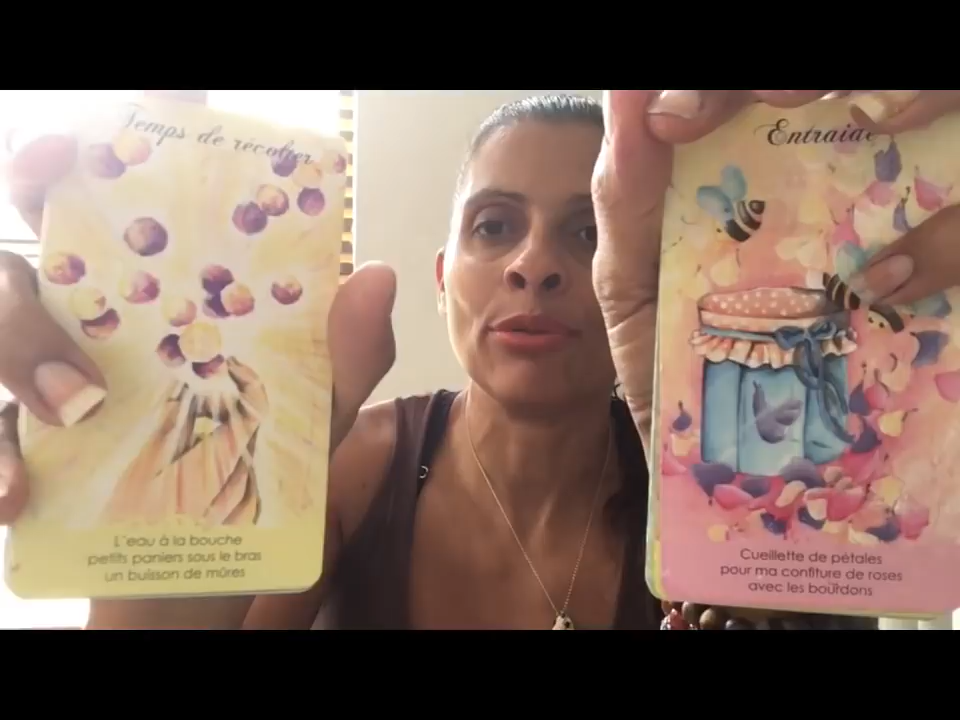 Temps de récolter
L'eau à la bouche
petits paniers sous le bras
un buisson de mûres
Entraide
Cueillette de pétales
pour ma confiture de roses
avec les bourdons